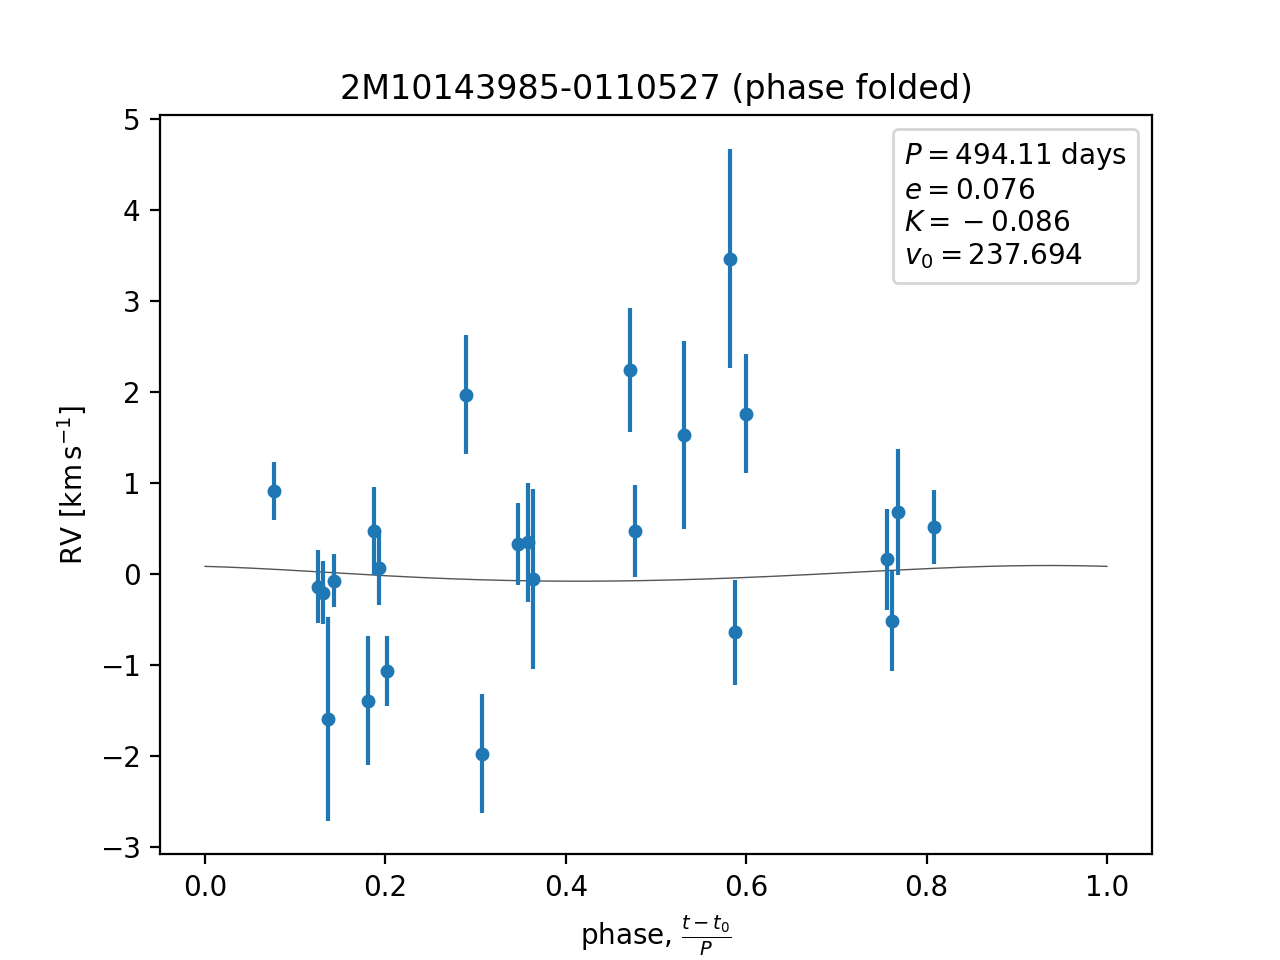 2M10143985-0110527 (phase folded)
P = 494.11 days
e = 0.076
K = −0.086
v₀ = 237.694
5
4
3
2
1
0
−1
−2
−3
RV [km s⁻¹]
0.0 0.2 0.4 0.6 0.8 1.0
phase, (t − t₀)/P